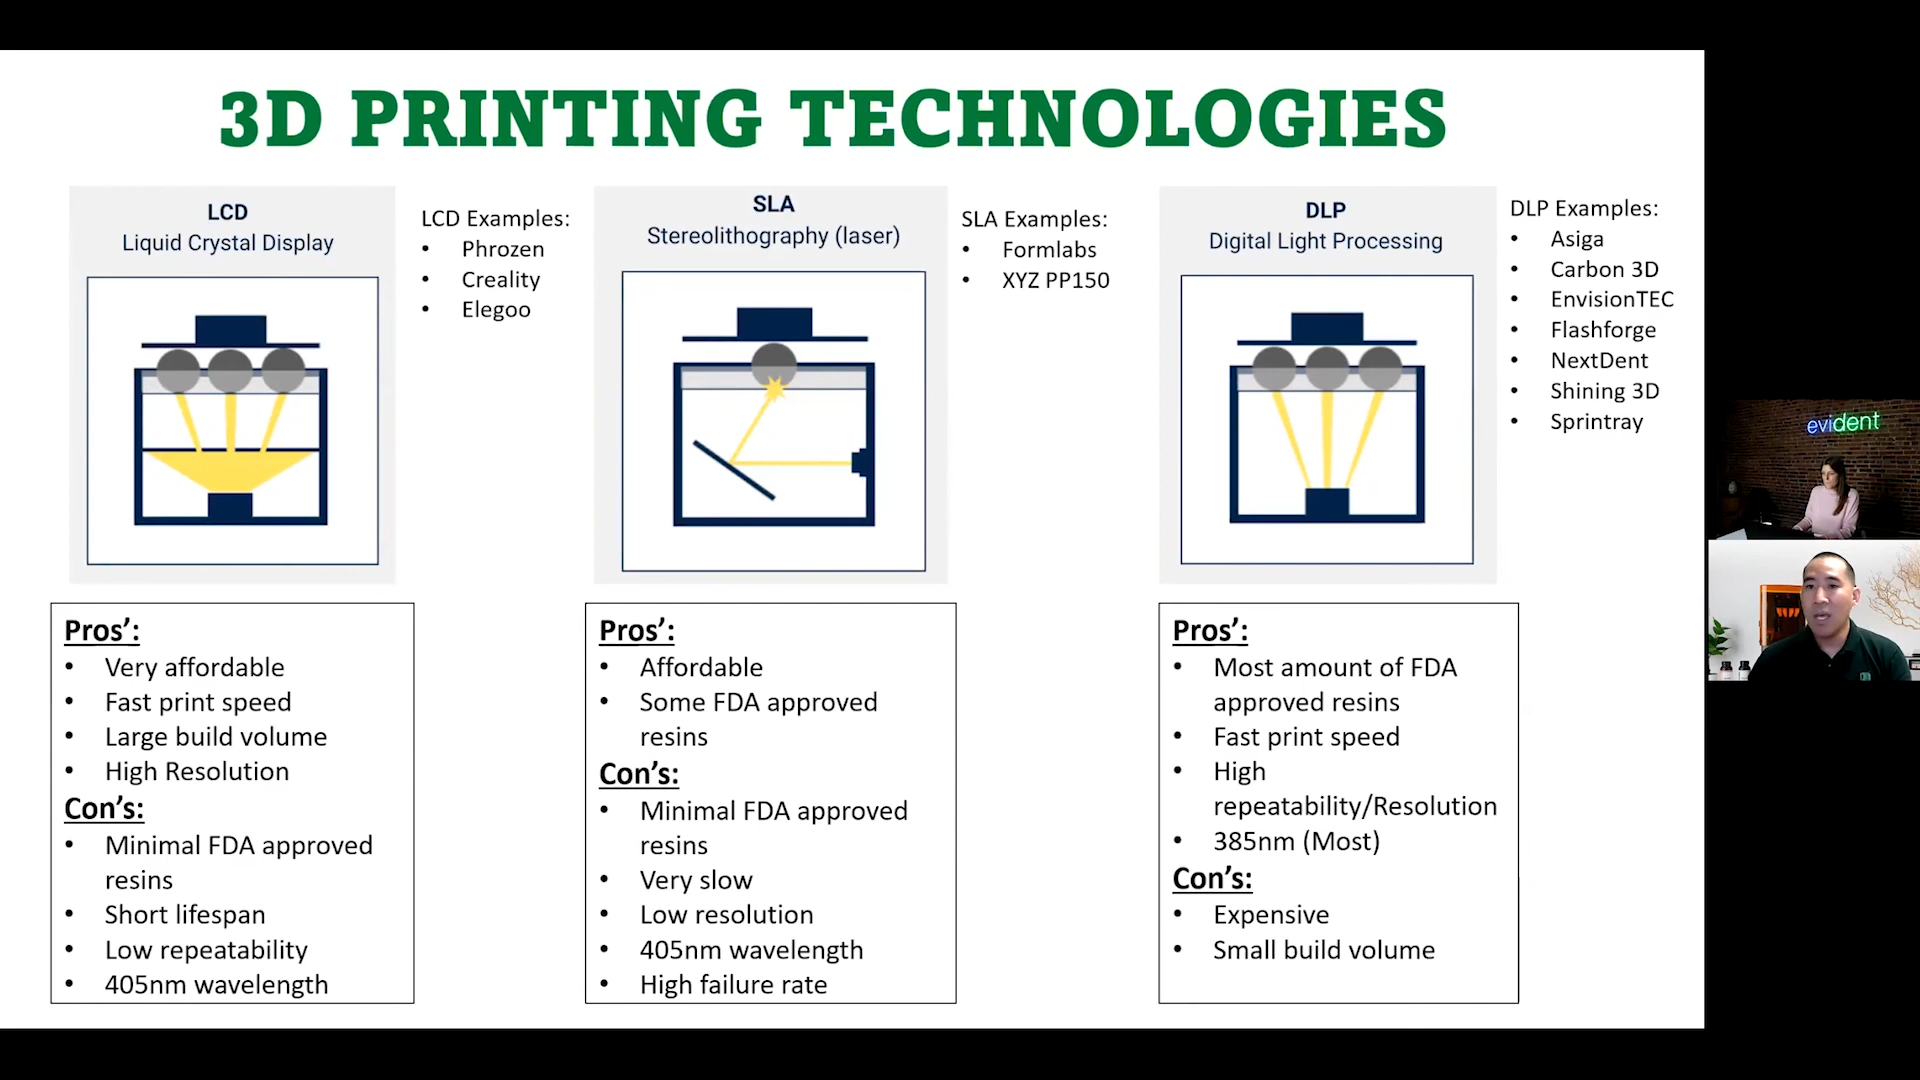 3D PRINTING TECHNOLOGIES
LCD
Liquid Crystal Display
LCD Examples:
• Phrozen
• Creality
• Elegoo
Pros’:
• Very affordable
• Fast print speed
• Large build volume
• High Resolution
Con’s:
• Minimal FDA approved
resins
• Short lifespan
• Low repeatability
• 405nm wavelength
SLA
Stereolithography (laser)
SLA Examples:
• Formlabs
• XYZ PP150
Pros’:
• Affordable
• Some FDA approved
resins
Con’s:
• Minimal FDA approved
resins
• Very slow
• Low resolution
• 405nm wavelength
• High failure rate
DLP
Digital Light Processing
DLP Examples:
• Asiga
• Carbon 3D
• EnvisionTEC
• Flashforge
• NextDent
• Shining 3D
• Sprintray
Pros’:
• Most amount of FDA
approved resins
• Fast print speed
• High
repeatability/Resolution
• 385nm (Most)
Con’s:
• Expensive
• Small build volume
evident